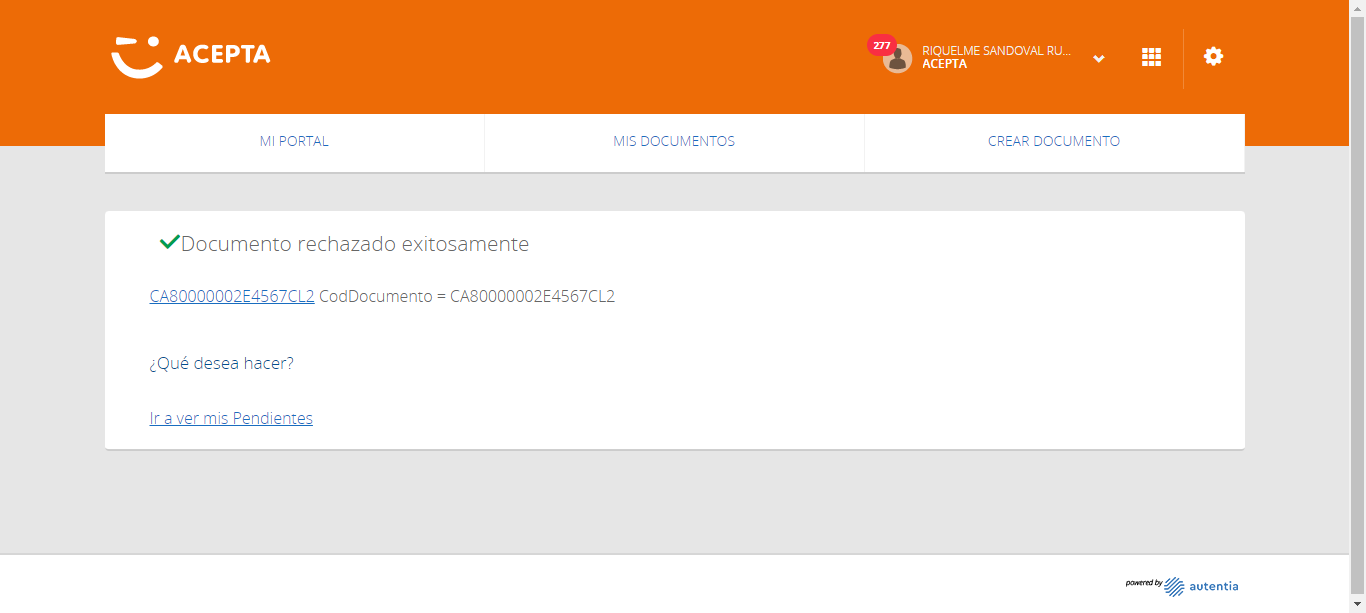 ACEPTA
277
RIQUELME SANDOVAL RU...
ACEPTA
MI PORTAL
MIS DOCUMENTOS
CREAR DOCUMENTO
Documento rechazado exitosamente
CA80000002E4567CL2 CodDocumento = CA80000002E4567CL2
¿Qué desea hacer?
Ir a ver mis Pendientes
powered by autentia